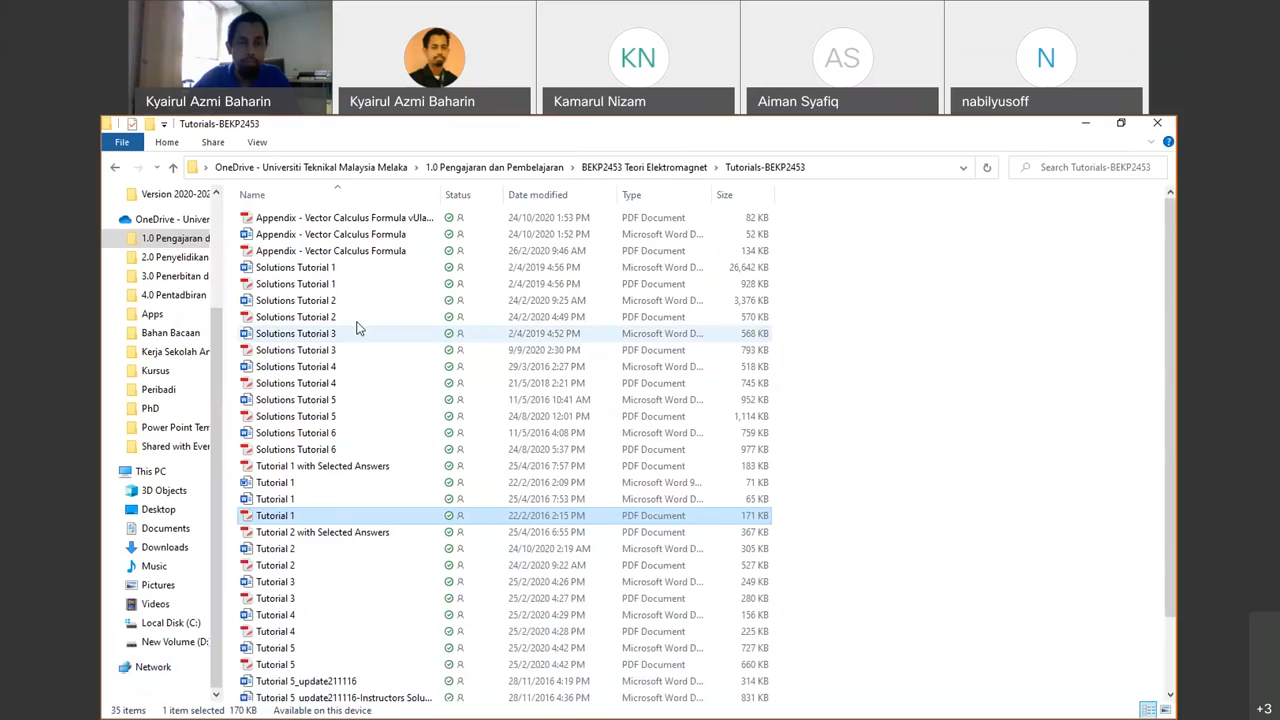 KN
AS
N
Kyairul Azmi Baharin
Kyairul Azmi Baharin
Kamarul Nizam
Aiman Syafiq
nabilyusoff
Tutorials-BEKP2453
File Home Share View
OneDrive - Universiti Teknikal Malaysia Melaka > 1.0 Pengajaran dan Pembelajaran > BEKP2453 Teori Elektromagnet > Tutorials-BEKP2453
Search Tutorials-BEKP2453
Version 2020-202
OneDrive - Univer
1.0 Pengajaran d
2.0 Penyelidikan
3.0 Penerbitan d
4.0 Pentadbiran
Apps
Bahan Bacaan
Kerja Sekolah An
Kursus
Peribadi
PhD
Power Point Tem
Shared with Ever
This PC
3D Objects
Desktop
Documents
Downloads
Music
Pictures
Videos
Local Disk (C:)
New Volume (D:
Network
Name Status Date modified Type Size
Appendix - Vector Calculus Formula vUla... 24/10/2020 1:53 PM PDF Document 82 KB
Appendix - Vector Calculus Formula 24/10/2020 1:52 PM Microsoft Word D... 52 KB
Appendix - Vector Calculus Formula 26/2/2020 9:46 AM PDF Document 134 KB
Solutions Tutorial 1 2/4/2019 4:56 PM Microsoft Word D... 26,642 KB
Solutions Tutorial 1 2/4/2019 4:56 PM PDF Document 928 KB
Solutions Tutorial 2 24/2/2020 9:25 AM Microsoft Word D... 3,376 KB
Solutions Tutorial 2 24/2/2020 4:49 PM PDF Document 570 KB
Solutions Tutorial 3 2/4/2019 4:52 PM Microsoft Word D... 568 KB
Solutions Tutorial 3 9/9/2020 2:30 PM PDF Document 793 KB
Solutions Tutorial 4 29/3/2016 2:27 PM Microsoft Word D... 518 KB
Solutions Tutorial 4 21/5/2018 2:21 PM PDF Document 745 KB
Solutions Tutorial 5 11/5/2016 10:41 AM Microsoft Word D... 952 KB
Solutions Tutorial 5 24/8/2020 12:01 PM PDF Document 1,114 KB
Solutions Tutorial 6 11/5/2016 4:08 PM Microsoft Word D... 759 KB
Solutions Tutorial 6 24/8/2020 5:37 PM PDF Document 977 KB
Tutorial 1 with Selected Answers 25/4/2016 7:57 PM PDF Document 183 KB
Tutorial 1 22/2/2016 2:09 PM Microsoft Word 9... 71 KB
Tutorial 1 25/4/2016 7:53 PM Microsoft Word D... 65 KB
Tutorial 1 22/2/2016 2:15 PM PDF Document 171 KB
Tutorial 2 with Selected Answers 25/4/2016 6:55 PM PDF Document 367 KB
Tutorial 2 24/10/2020 2:19 AM Microsoft Word D... 305 KB
Tutorial 2 24/2/2020 9:22 AM PDF Document 527 KB
Tutorial 3 25/2/2020 4:26 PM Microsoft Word D... 249 KB
Tutorial 3 25/2/2020 4:27 PM PDF Document 280 KB
Tutorial 4 25/2/2020 4:29 PM Microsoft Word D... 156 KB
Tutorial 4 25/2/2020 4:28 PM PDF Document 225 KB
Tutorial 5 25/2/2020 4:42 PM Microsoft Word D... 727 KB
Tutorial 5 25/2/2020 4:42 PM PDF Document 660 KB
Tutorial 5_update211116 28/11/2016 4:19 PM Microsoft Word D... 314 KB
Tutorial 5_update211116-Instructors Solu... 28/11/2016 4:36 PM Microsoft Word D... 831 KB
35 items 1 item selected 170 KB Available on this device
+3